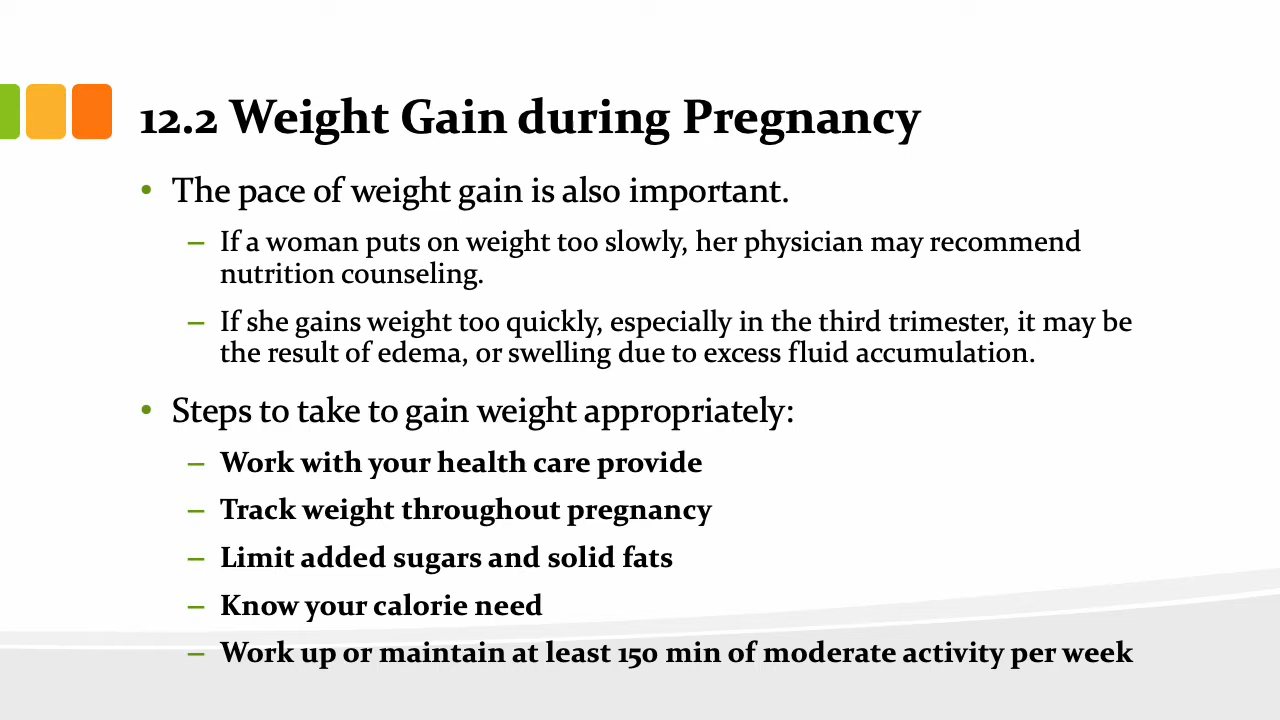 12.2 Weight Gain during Pregnancy
• The pace of weight gain is also important.
– If a woman puts on weight too slowly, her physician may recommend
nutrition counseling.
– If she gains weight too quickly, especially in the third trimester, it may be
the result of edema, or swelling due to excess fluid accumulation.
• Steps to take to gain weight appropriately:
– Work with your health care provide
– Track weight throughout pregnancy
– Limit added sugars and solid fats
– Know your calorie need
– Work up or maintain at least 150 min of moderate activity per week